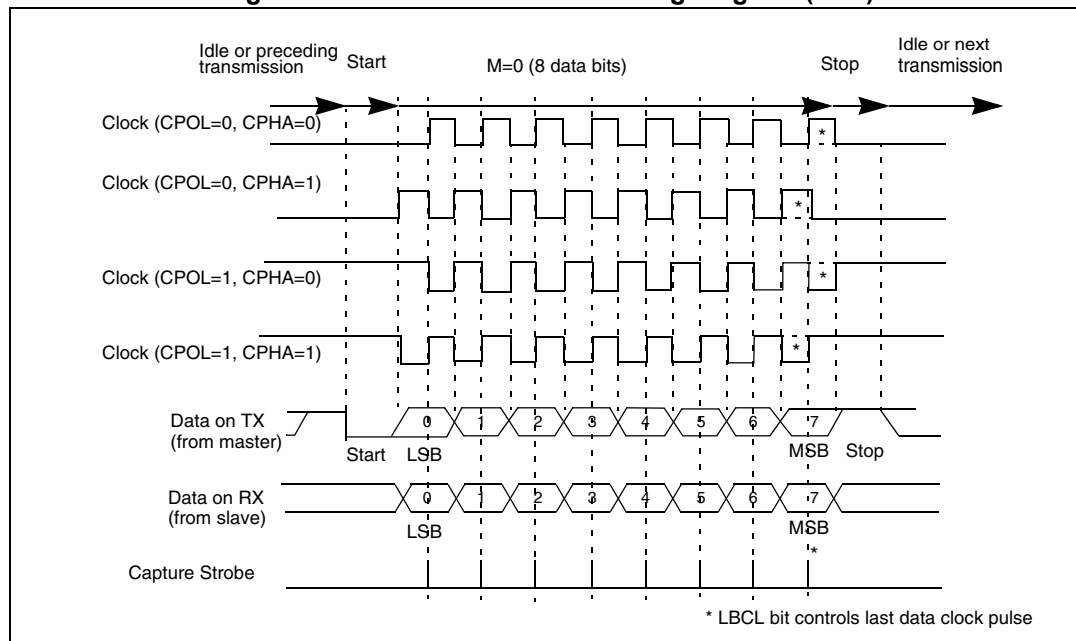 Idle or preceding
transmission
Start
M=0 (8 data bits)
Stop
Idle or next
transmission
Clock (CPOL=0, CPHA=0)
*
Clock (CPOL=0, CPHA=1)
*
Clock (CPOL=1, CPHA=0)
*
Clock (CPOL=1, CPHA=1)
*
Data on TX
(from master)
0 1 2 3 4 5 6 7
Start LSB MSB Stop
Data on RX
(from slave)
0 1 2 3 4 5 6 7
LSB MSB
*
Capture Strobe
* LBCL bit controls last data clock pulse